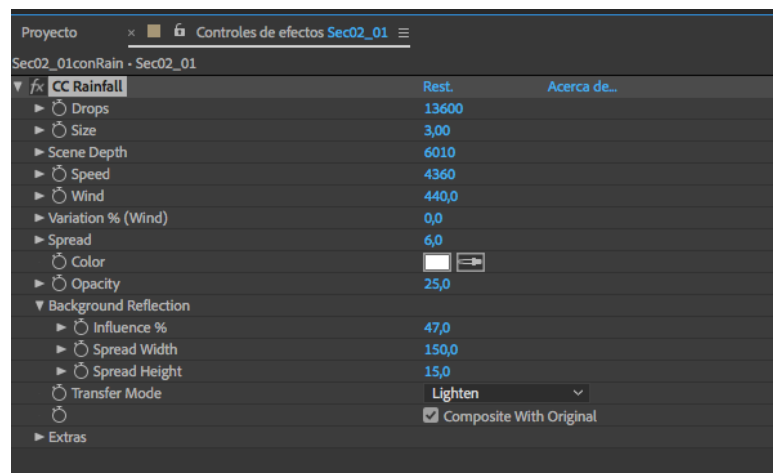 Proyecto × Controles de efectos Sec02_01
Sec02_01conRain • Sec02_01
fx CC Rainfall Rest. Acerca de...
Drops 13600
Size 3,00
Scene Depth 6010
Speed 4360
Wind 440,0
Variation % (Wind) 0,0
Spread 6,0
Color
Opacity 25,0
Background Reflection
Influence % 47,0
Spread Width 150,0
Spread Height 15,0
Transfer Mode Lighten
Composite With Original
Extras